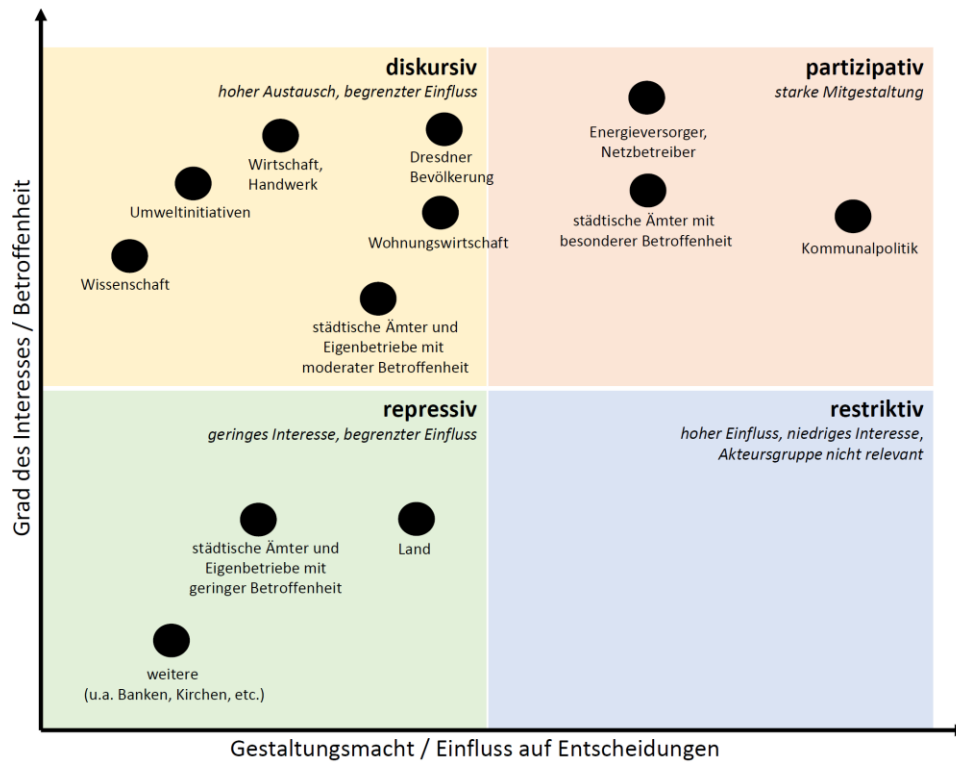 Grad des Interesses / Betroffenheit
diskursiv
hoher Austausch, begrenzter Einfluss
Wirtschaft,
Handwerk
Dresdner
Bevölkerung
Umweltinitiativen
Wohnungswirtschaft
Wissenschaft
städtische Ämter und
Eigenbetriebe mit
moderater Betroffenheit
partizipativ
starke Mitgestaltung
Energieversorger,
Netzbetreiber
städtische Ämter mit
besonderer Betroffenheit
Kommunalpolitik
repressiv
geringes Interesse, begrenzter Einfluss
städtische Ämter und
Eigenbetriebe mit
geringer Betroffenheit
Land
weitere
(u.a. Banken, Kirchen, etc.)
restriktiv
hoher Einfluss, niedriges Interesse,
Akteursgruppe nicht relevant
Gestaltungsmacht / Einfluss auf Entscheidungen